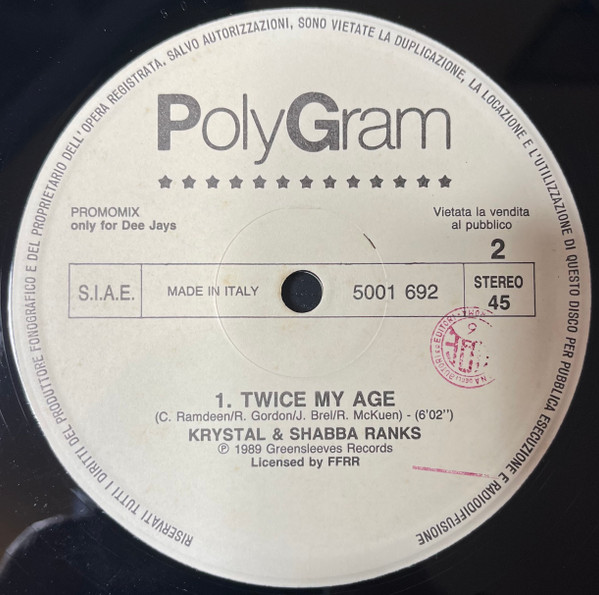 RISERVATI TUTTI I DIRITTI DEL PRODUTTORE FONOGRAFICO E DEL PROPRIETARIO DELL'OPERA REGISTRATA, SALVO AUTORIZZAZIONI, SONO VIETATE LA DUPLICAZIONE, LA LOCAZIONE E L'UTILIZZAZIONE DI QUESTO DISCO PER PUBBLICA ESECUZIONE E RADIODIFFUSIONE
PolyGram
PROMOMIX
only for Dee Jays
Vietata la vendita
al pubblico
2
S.I.A.E.
MADE IN ITALY
5001 692
STEREO
45
1. TWICE MY AGE
(C. Ramdeen/R. Gordon/J. Brel/R. McKuen) - (6'02'')
KRYSTAL & SHABBA RANKS
℗ 1989 Greensleeves Records
Licensed by FFRR